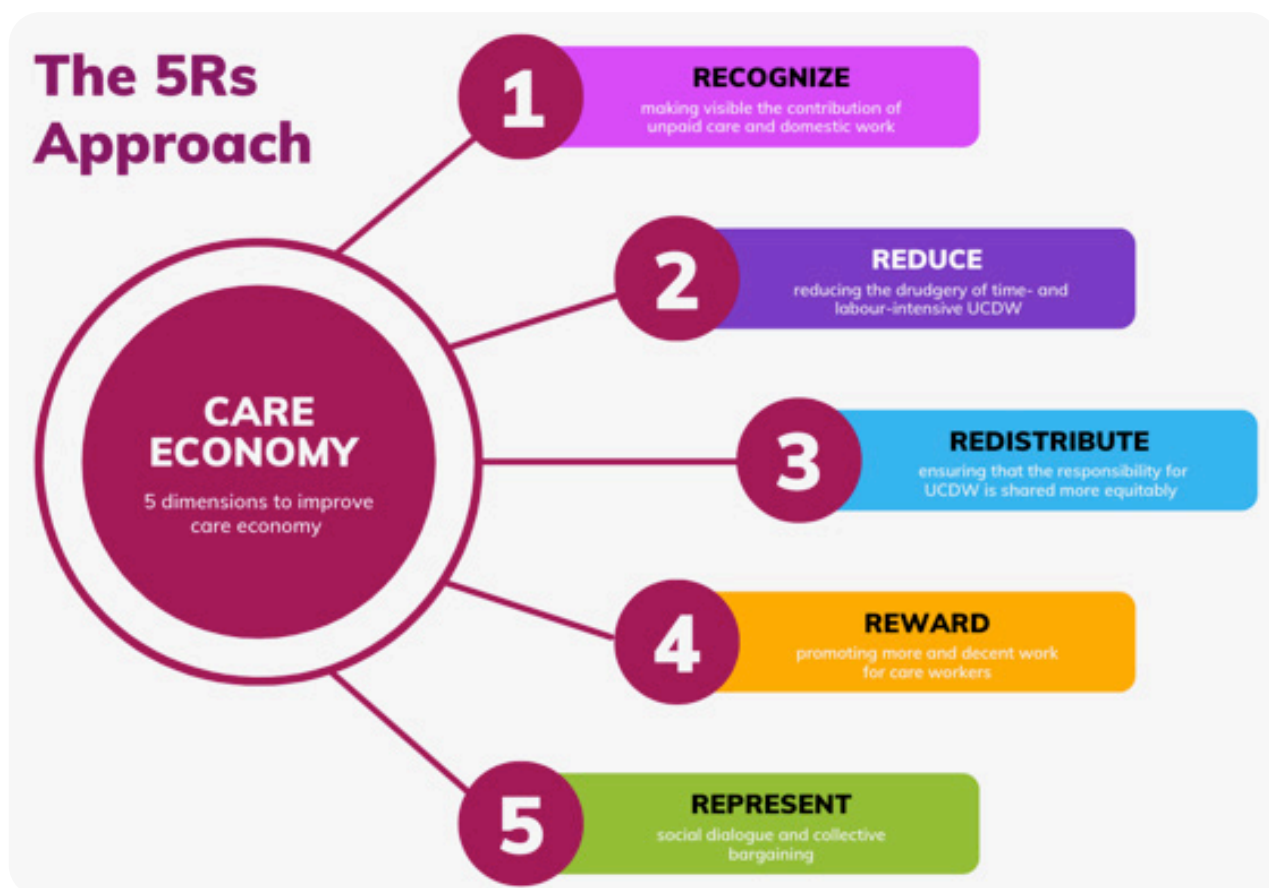 The 5Rs
Approach
1
RECOGNIZE
making visible the contribution of
unpaid care and domestic work
2
REDUCE
reducing the drudgery of time- and
labour-intensive UCDW
CARE
ECONOMY
5 dimensions to improve
care economy
3
REDISTRIBUTE
ensuring that the responsibility for
UCDW is shared more equitably
4
REWARD
promoting more and decent work
for care workers
5
REPRESENT
social dialogue and collective
bargaining